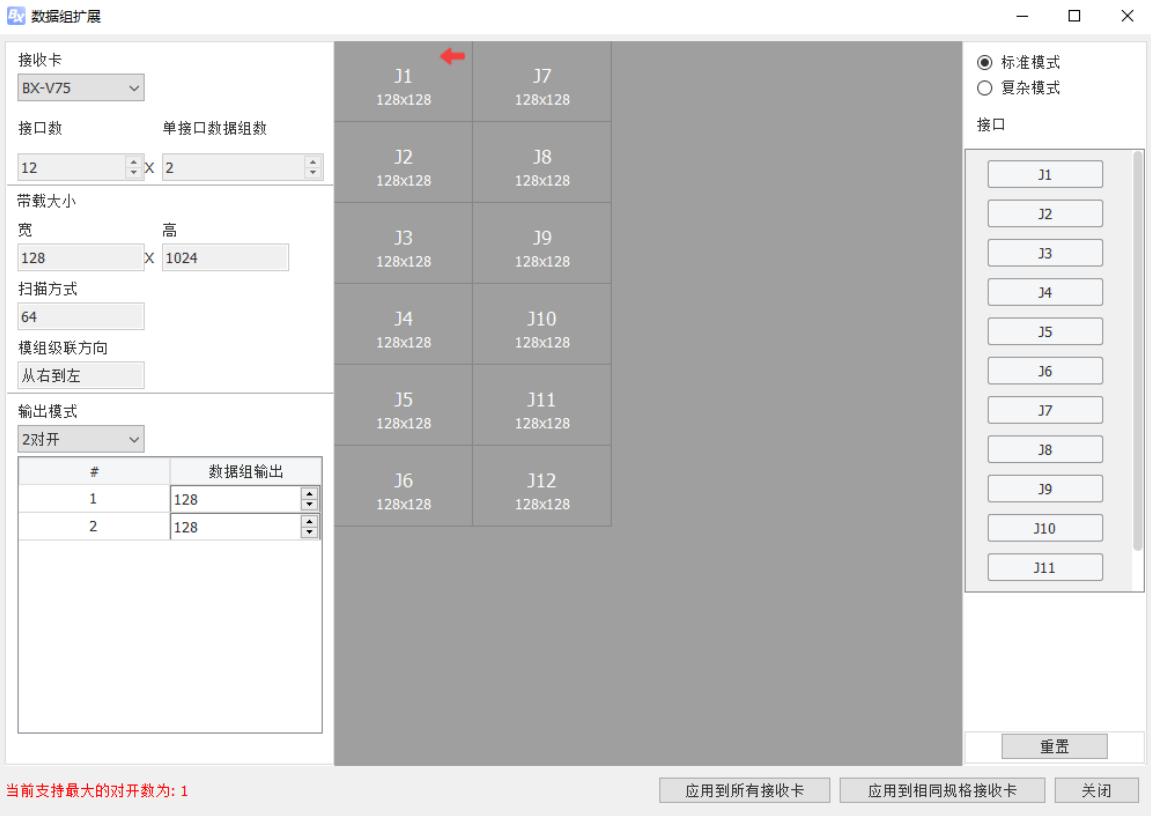 BX 数据组扩展
接收卡
BX-V75
接口数 单接口数据组数
12 X 2
带载大小
宽 高
128 X 1024
扫描方式
64
模组级联方向
从右到左
输出模式
2对开
# 数据组输出
1 128
2 128
J1 J7
128x128 128x128
J2 J8
128x128 128x128
J3 J9
128x128 128x128
J4 J10
128x128 128x128
J5 J11
128x128 128x128
J6 J12
128x128 128x128
标准模式
复杂模式
接口
J1
J2
J3
J4
J5
J6
J7
J8
J9
J10
J11
重置
当前支持最大的对开数为: 1
应用到所有接收卡 应用到相同规格接收卡 关闭